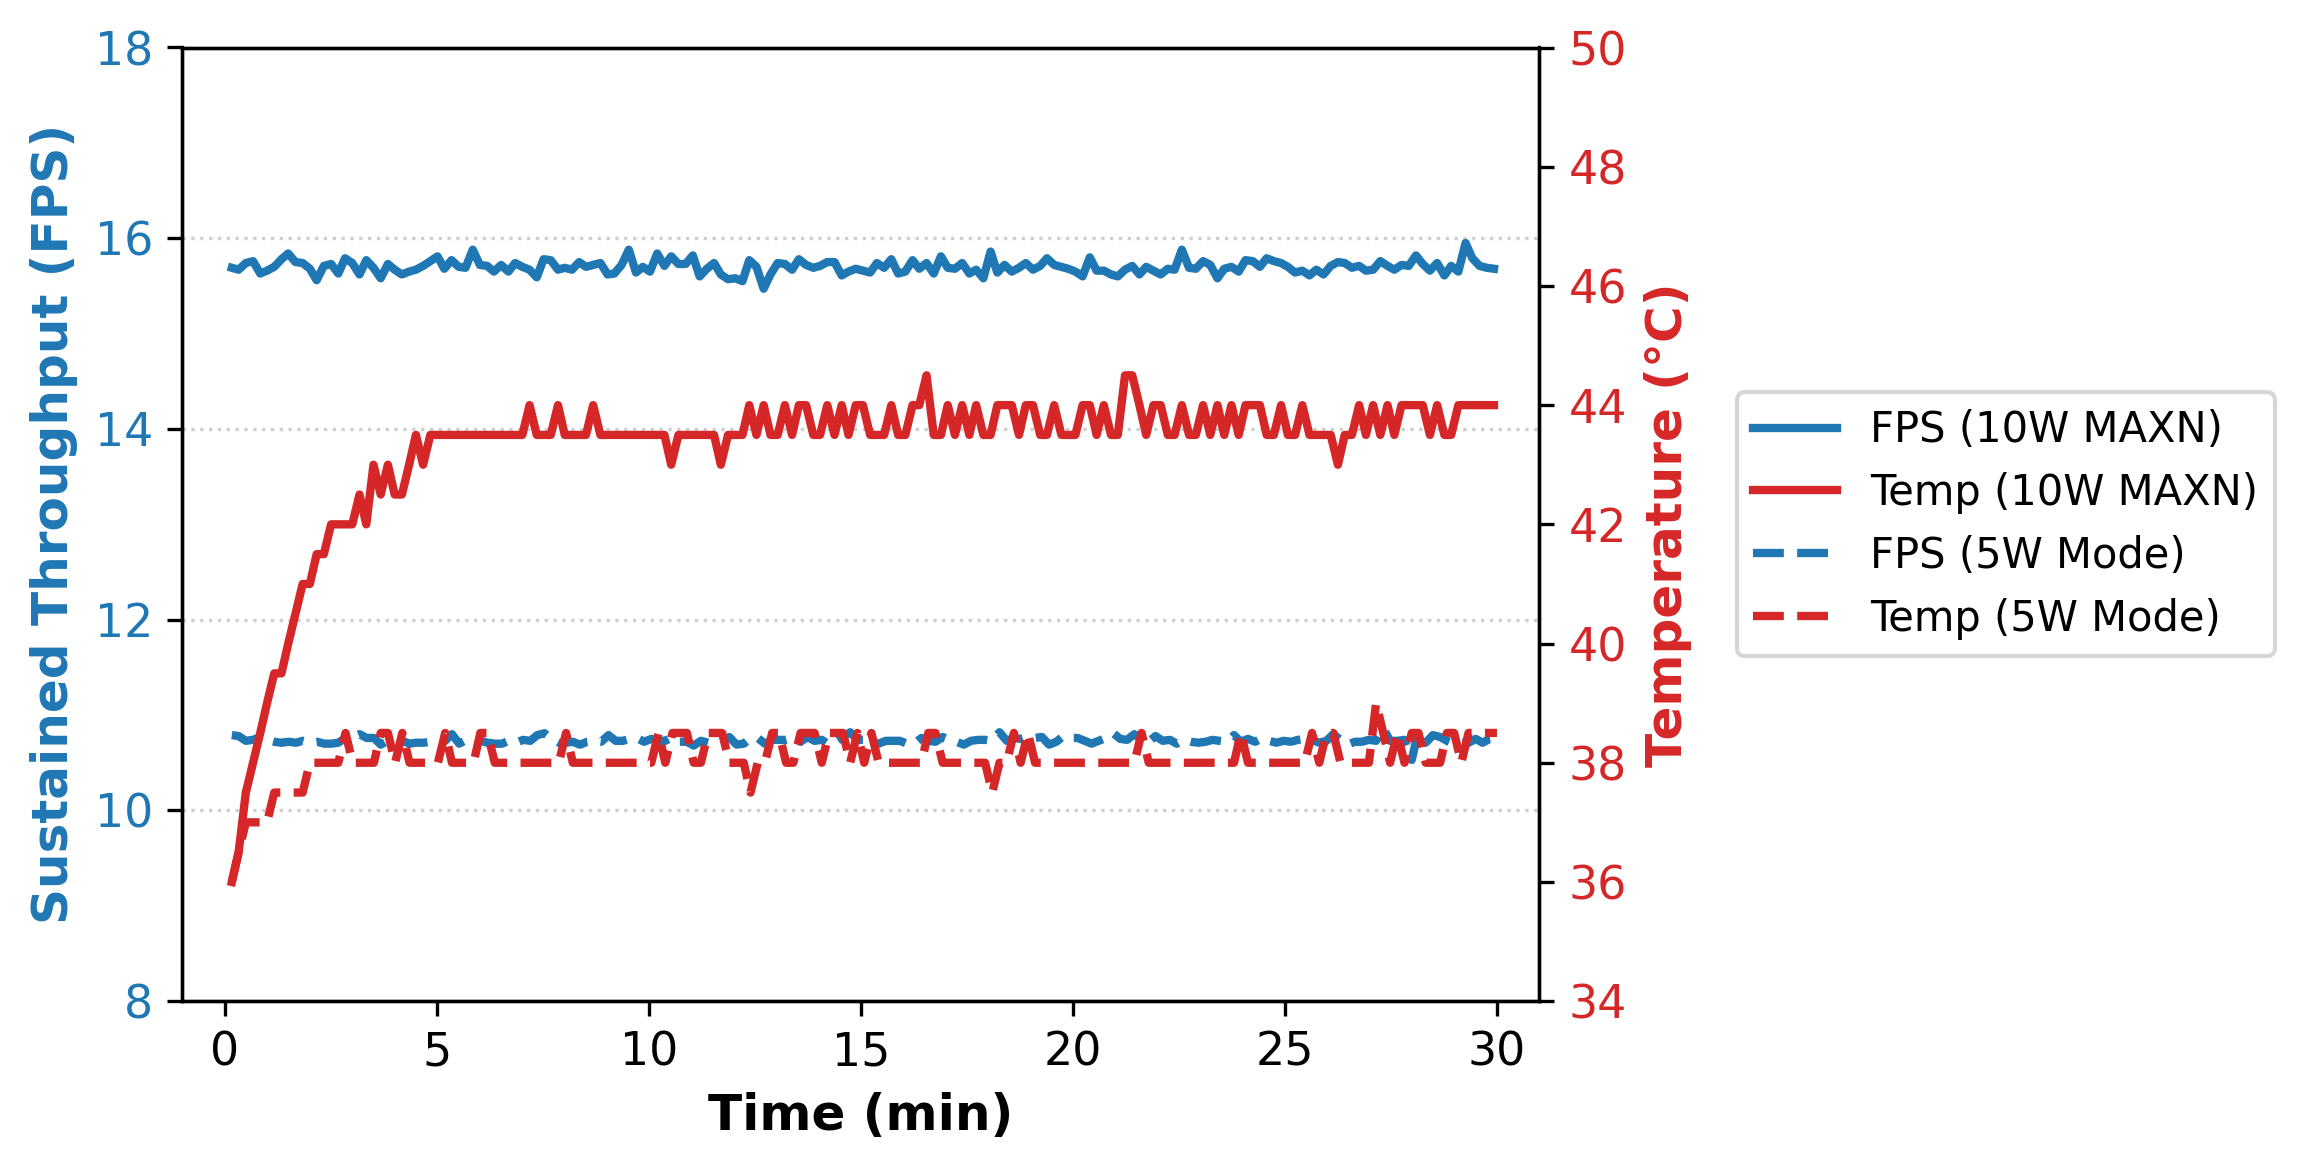 Sustained Throughput (FPS)
18
16
14
12
10
8
0 5 10 15 20 25 30
Time (min)
50
48
46
44
42
40
38
36
34
Temperature (°C)
FPS (10W MAXN)
Temp (10W MAXN)
FPS (5W Mode)
Temp (5W Mode)